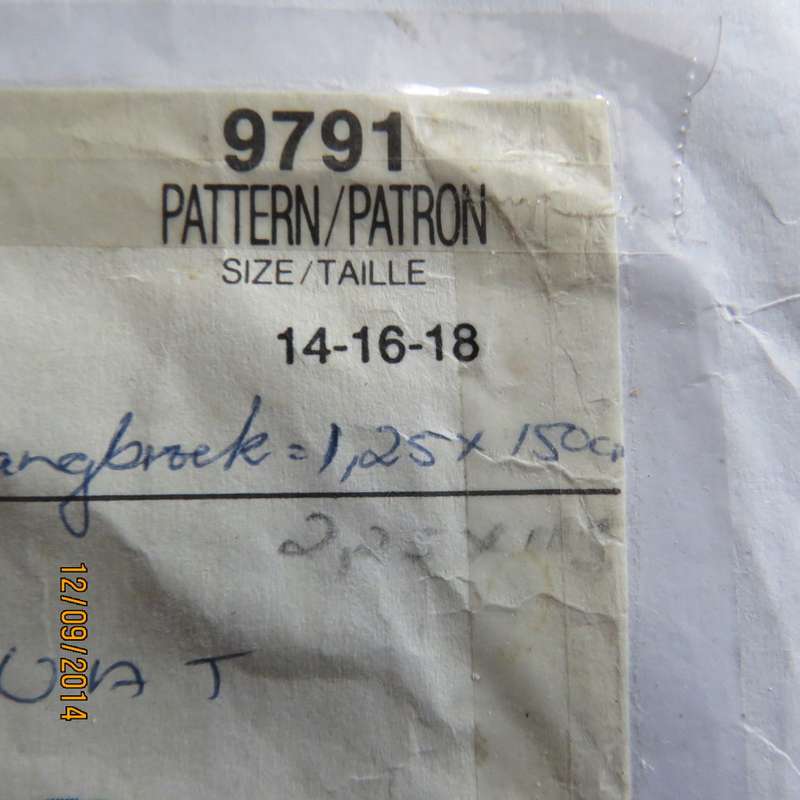 9791
PATTERN/PATRON
SIZE/TAILLE
14-16-18
angbroek = 1,25 x 150cm
2,25 x 115
12/09/2014